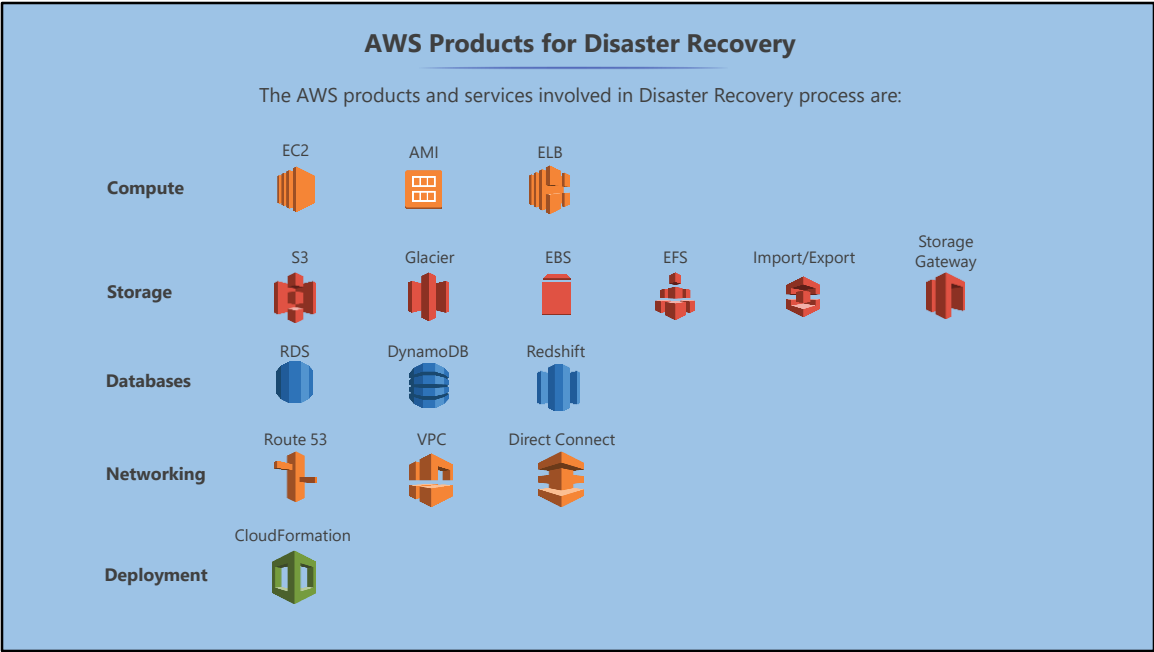 AWS Products for Disaster Recovery
The AWS products and services involved in Disaster Recovery process are:
Compute
EC2
AMI
ELB
Storage
S3
Glacier
EBS
EFS
Import/Export
Storage
Gateway
Databases
RDS
DynamoDB
Redshift
Networking
Route 53
VPC
Direct Connect
Deployment
CloudFormation